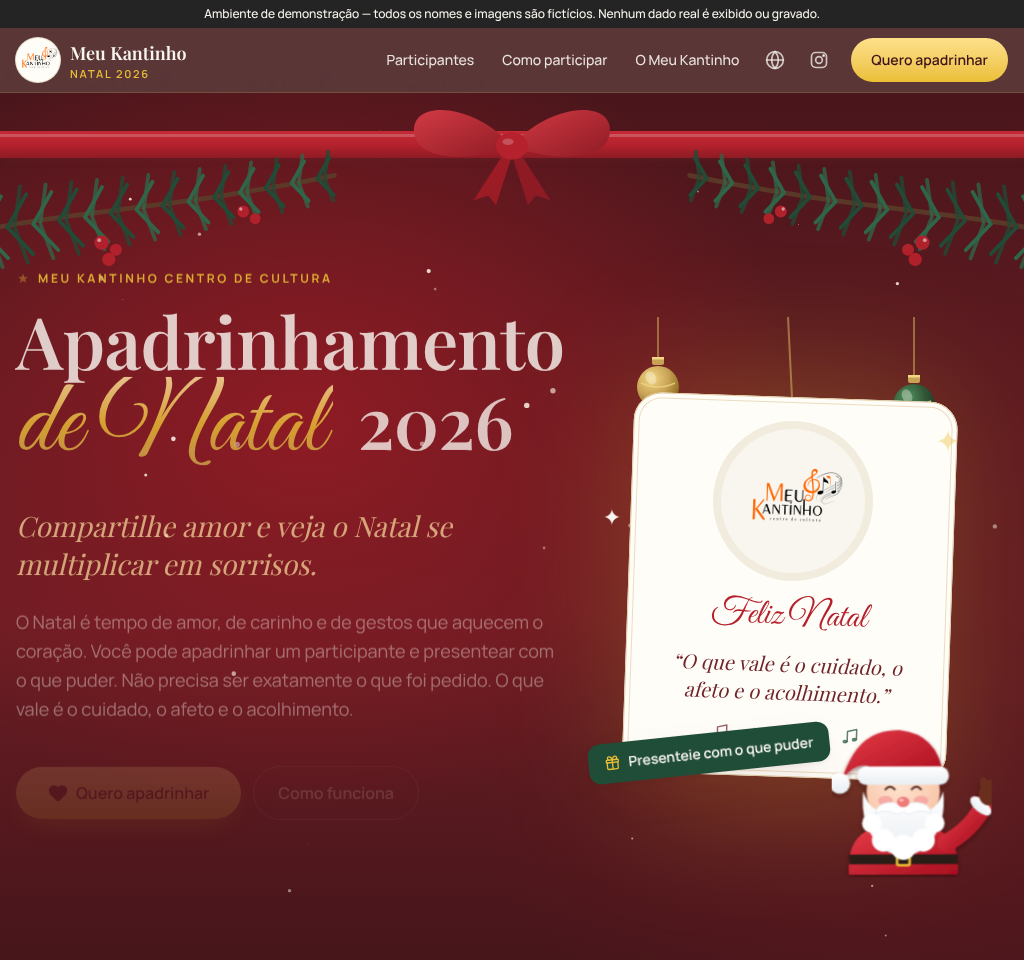 Ambiente de demonstração — todos os nomes e imagens são fictícios. Nenhum dado real é exibido ou gravado.
Meu Kantinho
NATAL 2026
Participantes
Como participar
O Meu Kantinho
Quero apadrinhar
MEU KANTINHO CENTRO DE CULTURA
Apadrinhamento
de Natal 2026
Compartilhe amor e veja o Natal se
multiplicar em sorrisos.
O Natal é tempo de amor, de carinho e de gestos que aquecem o
coração. Você pode apadrinhar um participante e presentear com
o que puder. Não precisa ser exatamente o que foi pedido. O que
vale é o cuidado, o afeto e o acolhimento.
Quero apadrinhar
Como funciona
MEU
KANTINHO
centro de cultura
Feliz Natal
“O que vale é o cuidado, o
afeto e o acolhimento.”
Presenteie com o que puder